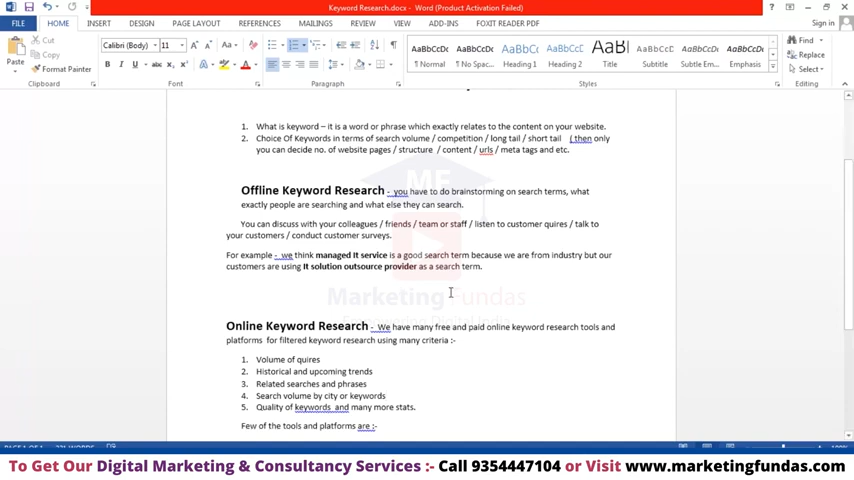 Keyword Research.docx - Word (Product Activation Failed)
FILE HOME INSERT DESIGN PAGE LAYOUT REFERENCES MAILINGS REVIEW VIEW ADD-INS FOXIT READER PDF Sign in
Paste Cut Copy Format Painter
Calibri (Body) 11
AaBbCcDc AaBbCcDc AaBbCc AaBbCcC AaBl AaBbCcC AaBbCcDc AaBbCcDc
¶ Normal ¶ No Spac... Heading 1 Heading 2 Title Subtitle Subtle Em... Emphasis
Find Replace Select
Clipboard Font Paragraph Styles Editing
1. What is keyword – it is a word or phrase which exactly relates to the content on your website.
2. Choice Of Keywords in terms of search volume / competition / long tail / short tail ( then only
you can decide no. of website pages / structure / content / urls / meta tags and etc.
Offline Keyword Research - you have to do brainstorming on search terms, what
exactly people are searching and what else they can search.
You can discuss with your colleagues / friends / team or staff / listen to customer quires / talk to
your customers / conduct customer surveys.
For example - we think managed IT service is a good search term because we are from industry but our
customers are using IT solution outsource provider as a search term.
MF
Marketing Fundas
Empowering Digital India
Online Keyword Research - We have many free and paid online keyword research tools and
platforms for filtered keyword research using many criteria :-
1. Volume of quires
2. Historical and upcoming trends
3. Related searches and phrases
4. Search volume by city or keywords
5. Quality of keywords and many more stats.
Few of the tools and platforms are :-
PAGE 1 OF 1 221 WORDS
To Get Our Digital Marketing & Consultancy Services :- Call 9354447104 or Visit www.marketingfundas.com